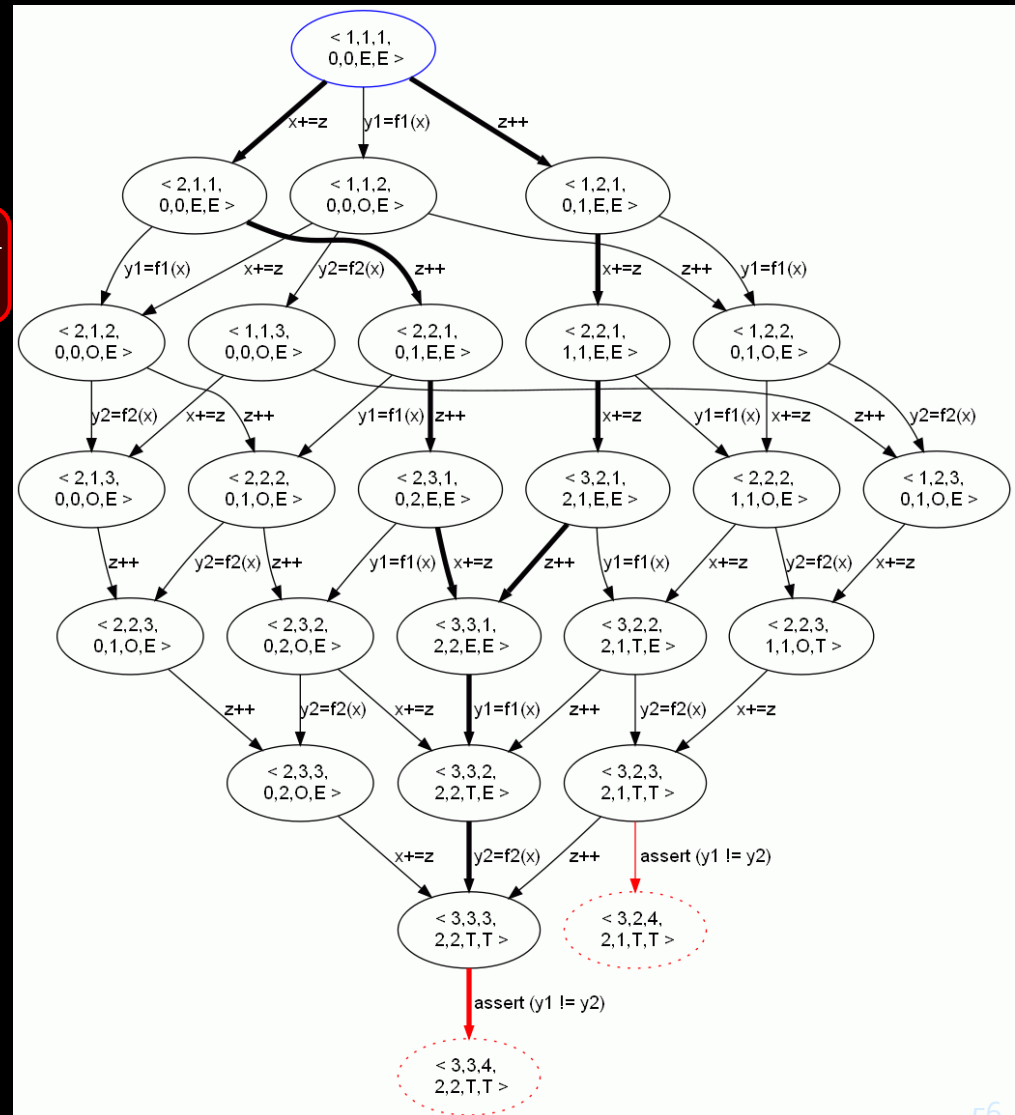 < 1,1,1,
0,0,E,E >
x+=z
y1=f1(x)
z++
< 2,1,1,
0,0,E,E >
< 1,1,2,
0,0,O,E >
< 1,2,1,
0,1,E,E >
y1=f1(x)
x+=z
y2=f2(x)
z++
x+=z
z++
y1=f1(x)
< 2,1,2,
0,0,O,E >
< 1,1,3,
0,0,O,E >
< 2,2,1,
0,1,E,E >
< 2,2,1,
1,1,E,E >
< 1,2,2,
0,1,O,E >
y2=f2(x)
x+=z
z++
y1=f1(x)
z++
x+=z
y1=f1(x)
x+=z
z++
y2=f2(x)
< 2,1,3,
0,0,O,E >
< 2,2,2,
0,1,O,E >
< 2,3,1,
0,2,E,E >
< 3,2,1,
2,1,E,E >
< 2,2,2,
1,1,O,E >
< 1,2,3,
0,1,O,E >
z++
y2=f2(x)
z++
y1=f1(x)
x+=z
z++
y1=f1(x)
x+=z
y2=f2(x)
x+=z
< 2,2,3,
0,1,O,E >
< 2,3,2,
0,2,O,E >
< 3,3,1,
2,2,E,E >
< 3,2,2,
2,1,T,E >
< 2,2,3,
1,1,O,T >
z++
y2=f2(x)
x+=z
y1=f1(x)
z++
y2=f2(x)
x+=z
< 2,3,3,
0,2,O,E >
< 3,3,2,
2,2,T,E >
< 3,2,3,
2,1,T,T >
x+=z
y2=f2(x)
z++
assert (y1 != y2)
< 3,3,3,
2,2,T,T >
< 3,2,4,
2,1,T,T >
assert (y1 != y2)
< 3,3,4,
2,2,T,T >